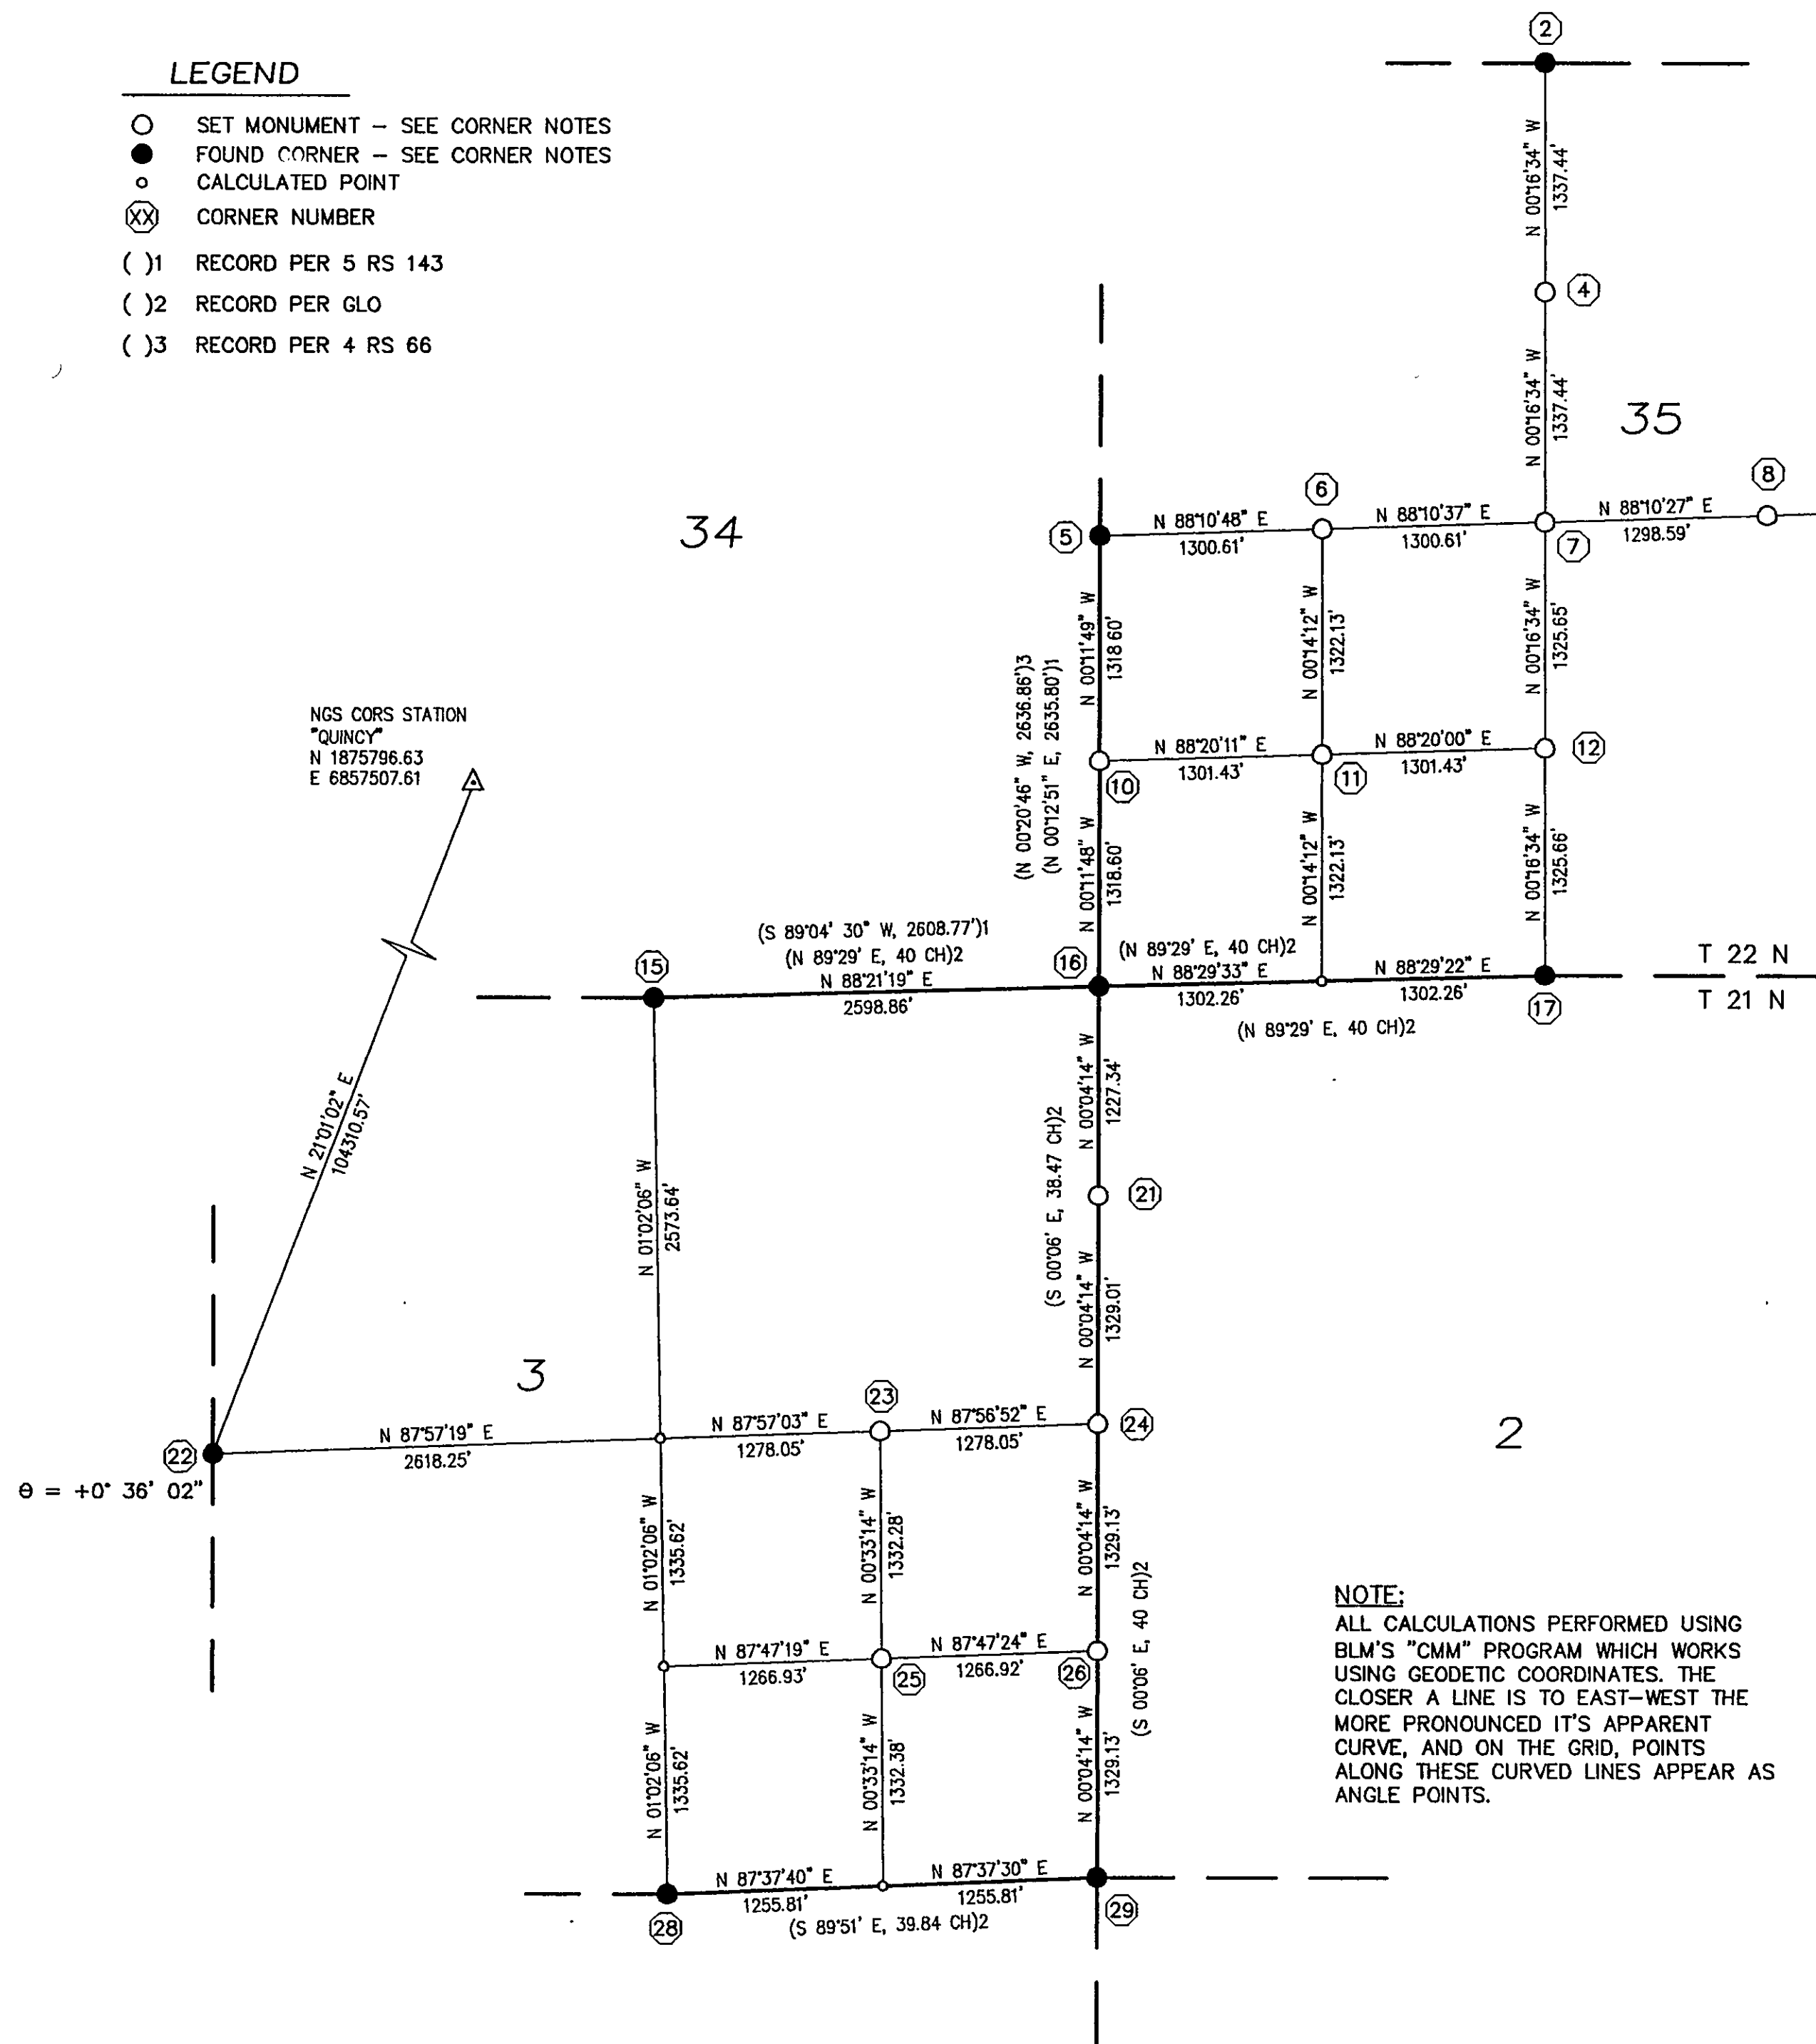 LEGEND
SET MONUMENT – SEE CORNER NOTES
FOUND CORNER – SEE CORNER NOTES
CALCULATED POINT
XX CORNER NUMBER
( )1 RECORD PER 5 RS 143
( )2 RECORD PER GLO
( )3 RECORD PER 4 RS 66
2
N 00°16'34" W
1337.44'
4
N 00°16'34" W
1337.44'
35
34
5
6
7
8
N 88°10'48" E
1300.61'
N 88°10'37" E
1300.61'
N 88°10'27" E
1298.59'
N 00°11'49" W
1318.60'
N 00°14'12" W
1322.13'
N 00°16'34" W
1325.65'
(N 00°20'46" W, 2636.86')3
(N 00°12'51" E, 2635.80')1
NGS CORS STATION
"QUINCY"
N 1875796.63
E 6857507.61
10
N 88°20'11" E
1301.43'
11
N 88°20'00" E
1301.43'
12
N 00°11'48" W
1318.60'
N 00°14'12" W
1322.13'
N 00°16'34" W
1325.66'
(S 89°04' 30" W, 2608.77')1
(N 89°29' E, 40 CH)2
N 88°21'19" E
2598.86'
15
16
(N 89°29' E, 40 CH)2
N 88°29'33" E
1302.26'
N 88°29'22" E
1302.26'
(N 89°29' E, 40 CH)2
17
T 22 N
T 21 N
N 21°01'02" E
104310.57'
N 01°02'06" W
2573.64'
N 00°04'14" W
1227.34'
(S 00°06' E, 38.47 CH)2
21
N 00°04'14" W
1329.01'
3
2
22
θ = +0° 36' 02"
N 87°57'19" E
2618.25'
N 87°57'03" E
1278.05'
23
N 87°56'52" E
1278.05'
24
N 01°02'06" W
1335.62'
N 00°33'14" W
1332.28'
N 00°04'14" W
1329.13'
(S 00°06' E, 40 CH)2
N 87°47'19" E
1266.93'
25
N 87°47'24" E
1266.92'
26
N 01°02'06" W
1335.62'
N 00°33'14" W
1332.38'
N 00°04'14" W
1329.13'
28
N 87°37'40" E
1255.81'
N 87°37'30" E
1255.81'
(S 89°51' E, 39.84 CH)2
29
NOTE:
ALL CALCULATIONS PERFORMED USING
BLM'S "CMM" PROGRAM WHICH WORKS
USING GEODETIC COORDINATES. THE
CLOSER A LINE IS TO EAST–WEST THE
MORE PRONOUNCED IT'S APPARENT
CURVE, AND ON THE GRID, POINTS
ALONG THESE CURVED LINES APPEAR AS
ANGLE POINTS.